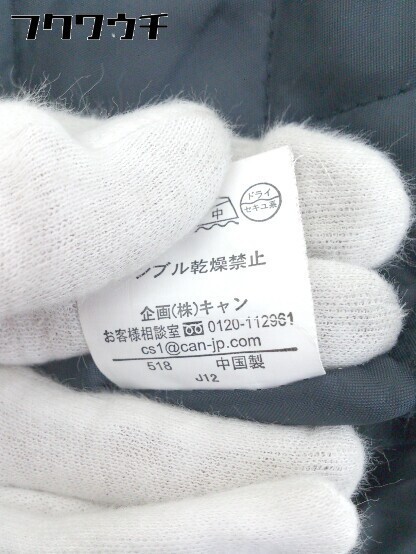 フクワウチ
ドライ
セキユ系
中
ンブル乾燥禁止
企画(株)キャン
お客様相談室 0120-112961
cs1@can-jp.com
518 中国製
J12